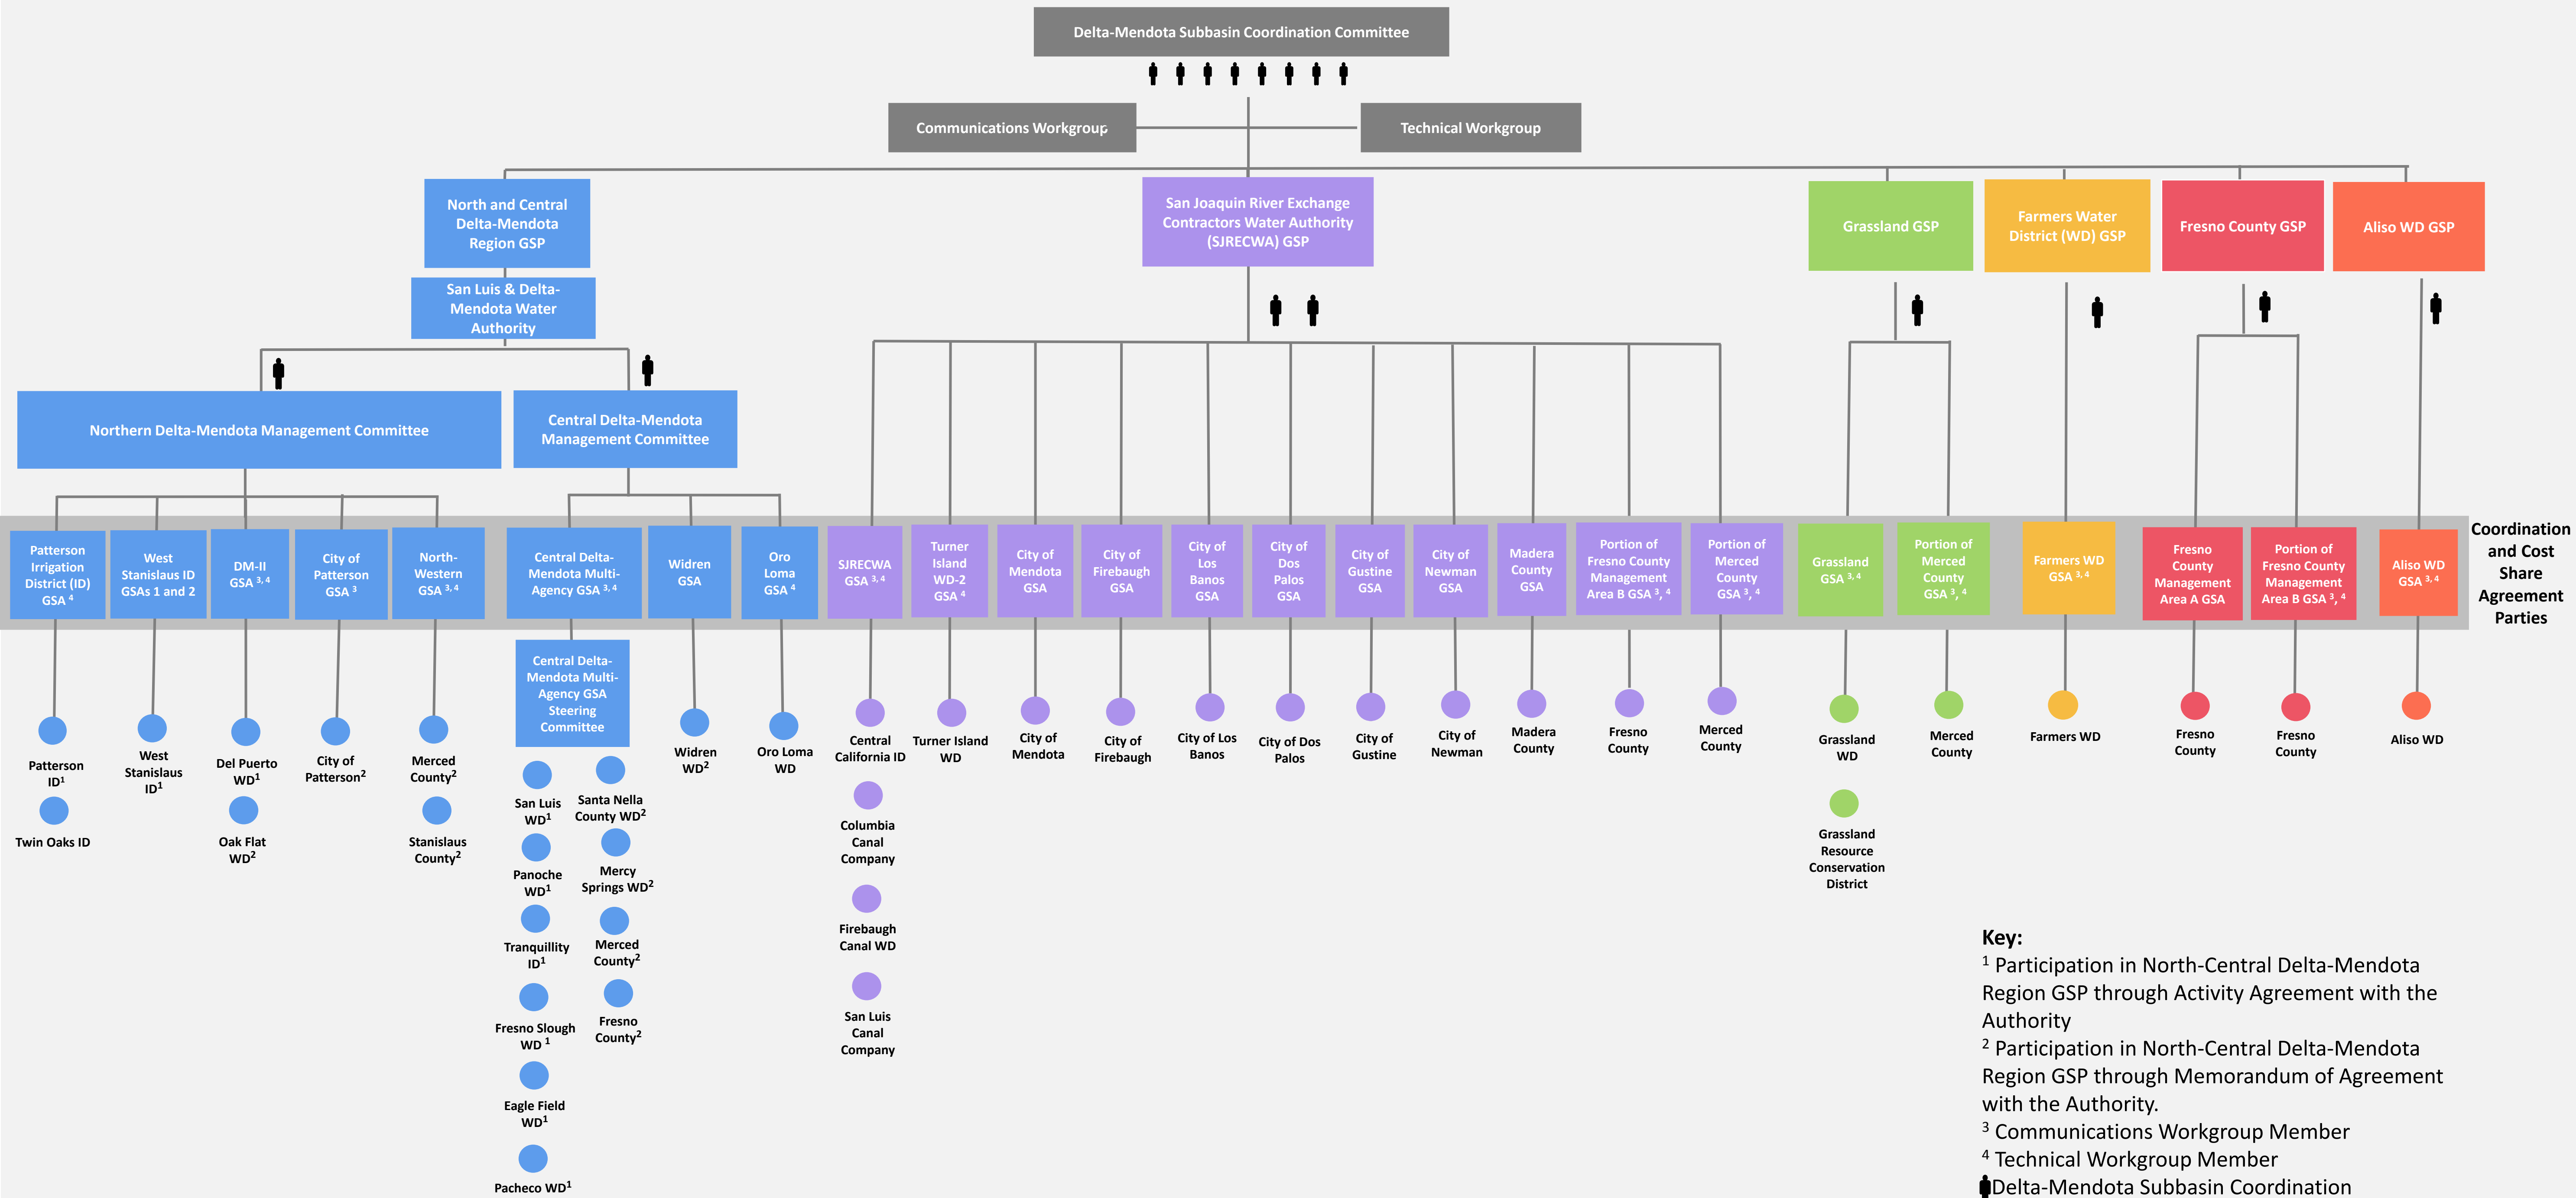 Delta-Mendota Subbasin Coordination Committee
Communications Workgroup
Technical Workgroup
North and Central
Delta-Mendota
Region GSP
San Joaquin River Exchange
Contractors Water Authority
(SJRECWA) GSP
Grassland GSP
Farmers Water
District (WD) GSP
Fresno County GSP
Aliso WD GSP
San Luis & Delta-
Mendota Water
Authority
Northern Delta-Mendota Management Committee
Central Delta-Mendota
Management Committee
Patterson
Irrigation
District (ID)
GSA 4
West
Stanislaus ID
GSAs 1 and 2
DM-II
GSA 3, 4
City of
Patterson
GSA 3
North-
Western
GSA 3, 4
Central Delta-
Mendota Multi-
Agency GSA 3, 4
Widren
GSA
Oro
Loma
GSA 4
SJRECWA
GSA 3, 4
Turner
Island
WD-2
GSA 4
City of
Mendota
GSA
City of
Firebaugh
GSA
City of
Los
Banos
GSA
City of
Dos
Palos
GSA
City of
Gustine
GSA
City of
Newman
GSA
Madera
County
GSA
Portion of
Fresno County
Management
Area B GSA 3, 4
Portion of
Merced
County
GSA 3, 4
Grassland
GSA 3, 4
Portion of
Merced
County
GSA 3, 4
Farmers WD
GSA 3, 4
Fresno
County
Management
Area A GSA
Portion of
Fresno County
Management
Area B GSA 3, 4
Aliso WD
GSA 3, 4
Coordination
and Cost
Share
Agreement
Parties
Central Delta-
Mendota Multi-
Agency GSA
Steering
Committee
Patterson
ID1
Twin Oaks ID
West
Stanislaus
ID1
Del Puerto
WD1
Oak Flat
WD2
City of
Patterson2
Merced
County2
Stanislaus
County2
San Luis
WD1
Panoche
WD1
Tranquillity
ID1
Fresno Slough
WD 1
Eagle Field
WD1
Pacheco WD1
Santa Nella
County WD2
Mercy
Springs WD2
Merced
County2
Fresno
County2
Widren
WD2
Oro Loma
WD
Central
California ID
Columbia
Canal
Company
Firebaugh
Canal WD
San Luis
Canal
Company
Turner Island
WD
City of
Mendota
City of
Firebaugh
City of Los
Banos
City of Dos
Palos
City of
Gustine
City of
Newman
Madera
County
Fresno
County
Merced
County
Grassland
WD
Grassland
Resource
Conservation
District
Merced
County
Farmers WD
Fresno
County
Fresno
County
Aliso WD
Key:
1 Participation in North-Central Delta-Mendota
Region GSP through Activity Agreement with the
Authority
2 Participation in North-Central Delta-Mendota
Region GSP through Memorandum of Agreement
with the Authority.
3 Communications Workgroup Member
4 Technical Workgroup Member
Delta-Mendota Subbasin Coordination